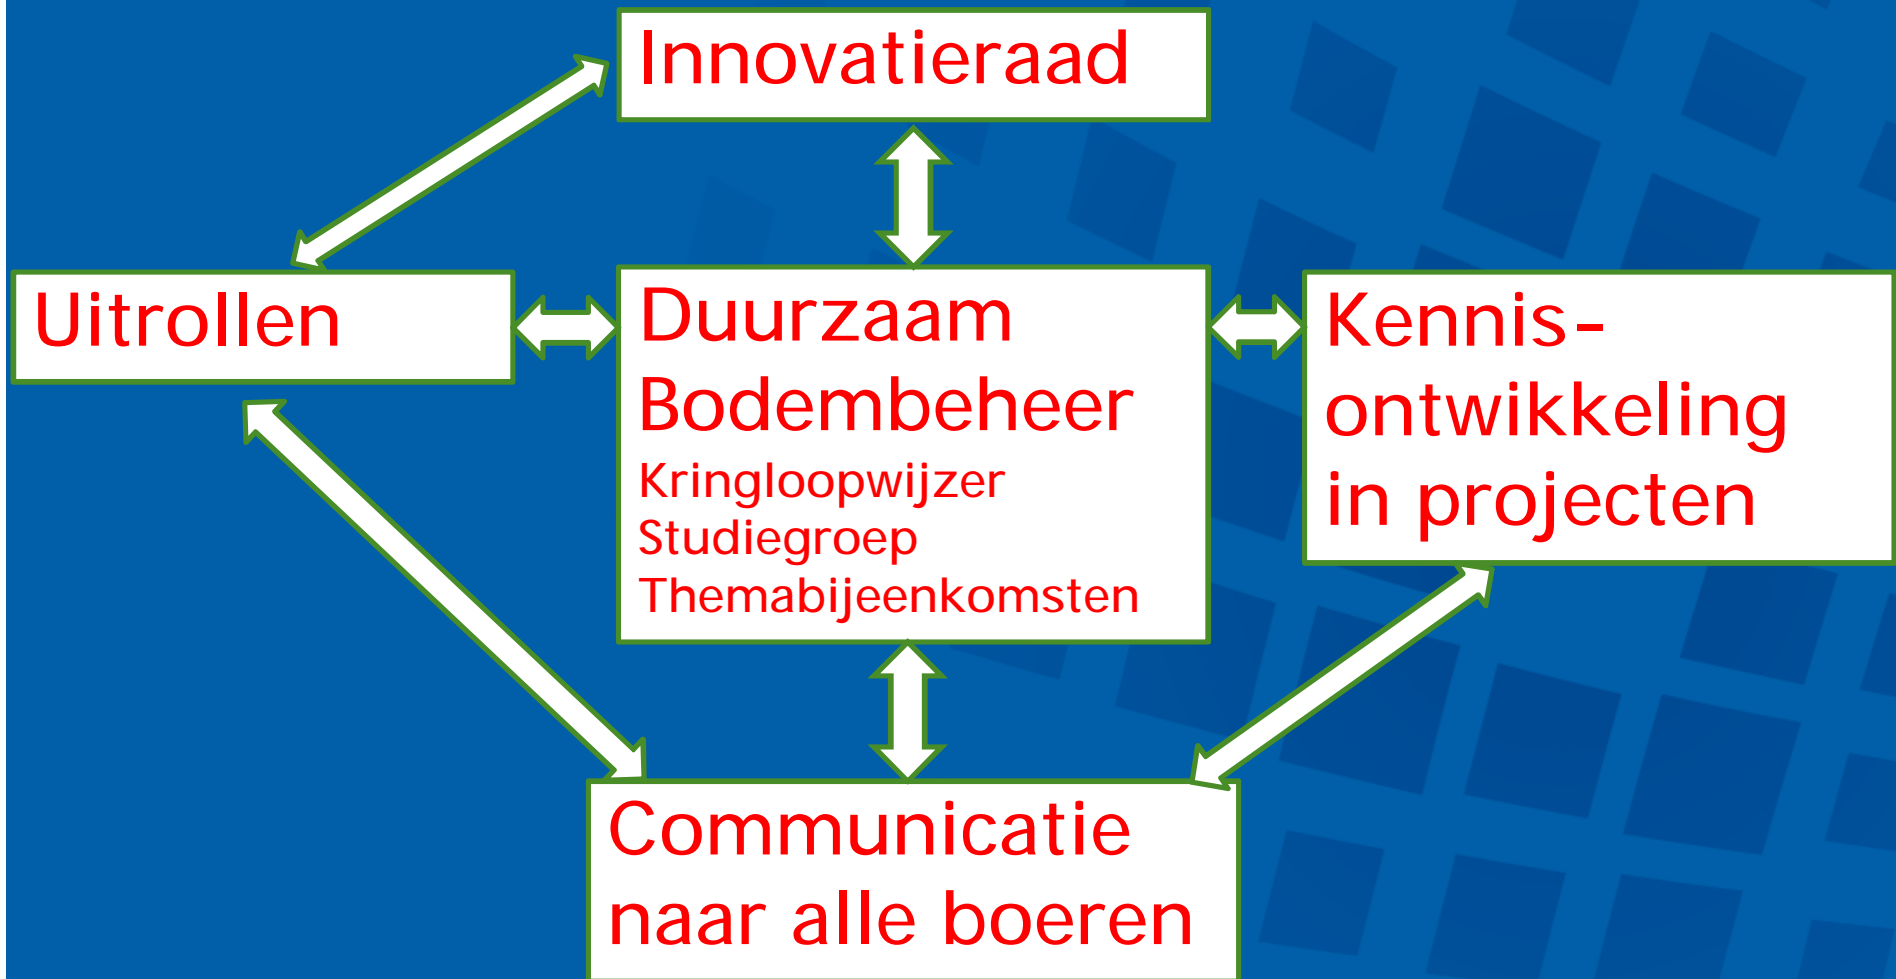 Innovatieraad
Uitrollen
Duurzaam
Bodembeheer
Kringloopwijzer
Studiegroep
Themabijeenkomsten
Kennis-
ontwikkeling
in projecten
Communicatie
naar alle boeren